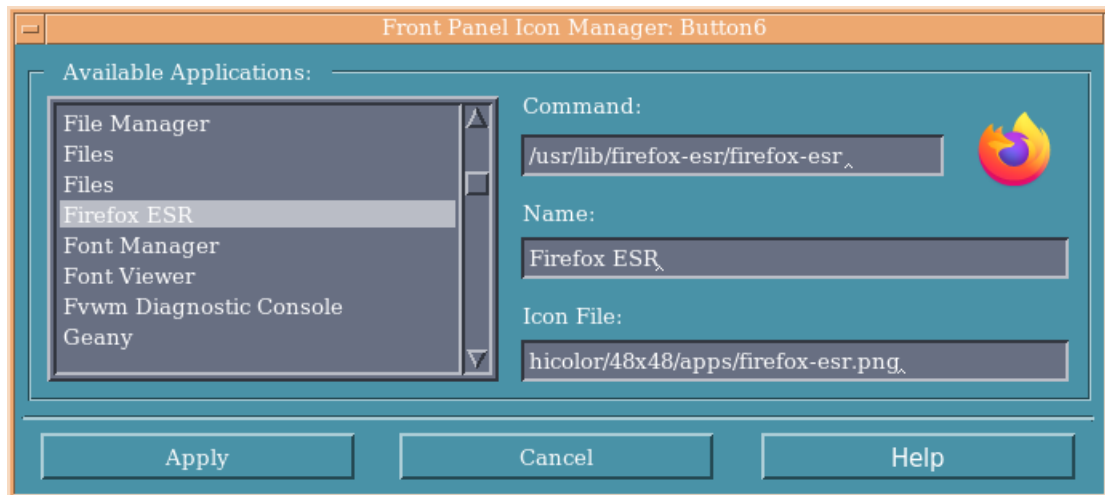 Front Panel Icon Manager: Button6
Available Applications:
File Manager
Files
Files
Firefox ESR
Font Manager
Font Viewer
Fvwm Diagnostic Console
Geany
Command:
/usr/lib/firefox-esr/firefox-esr
Name:
Firefox ESR
Icon File:
hicolor/48x48/apps/firefox-esr.png
Apply
Cancel
Help